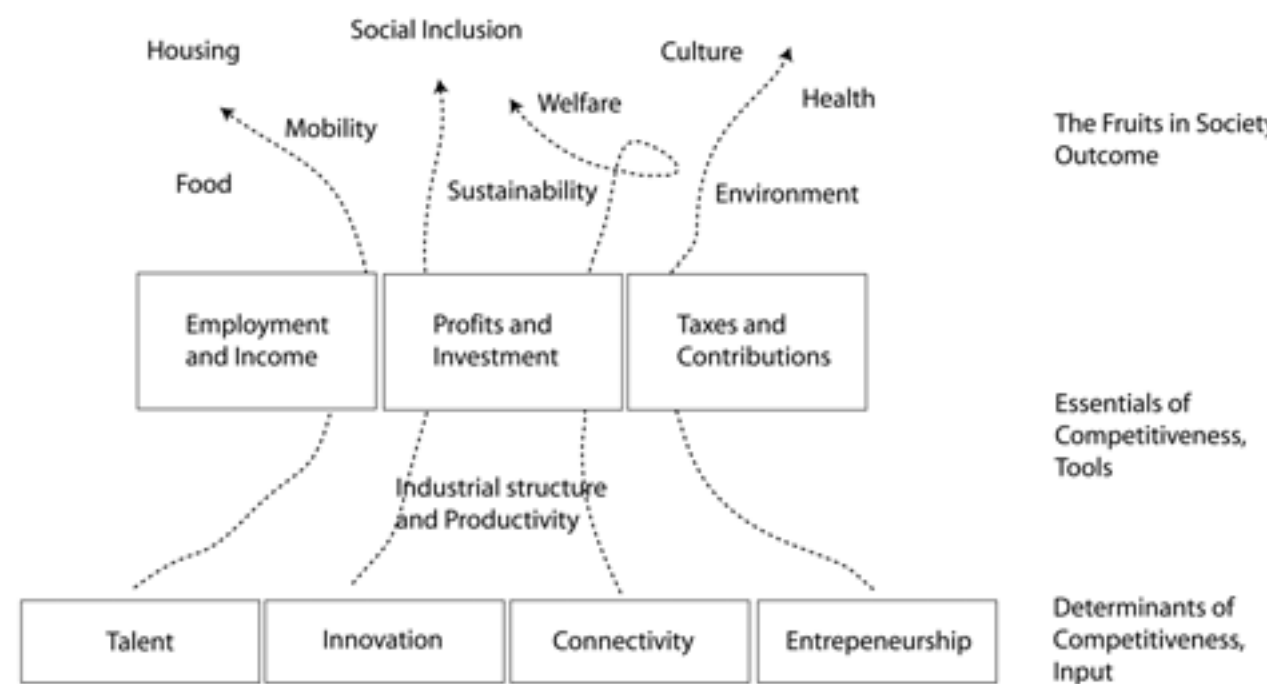 Social Inclusion
Housing
Culture
Health
Welfare
Mobility
The Fruits in Society
Outcome
Food
Sustainability
Environment
Employment
and Income
Profits and
Investment
Taxes and
Contributions
Essentials of
Competitiveness,
Tools
Industrial structure
and Productivity
Talent
Innovation
Connectivity
Entrepeneurship
Determinants of
Competitiveness,
Input